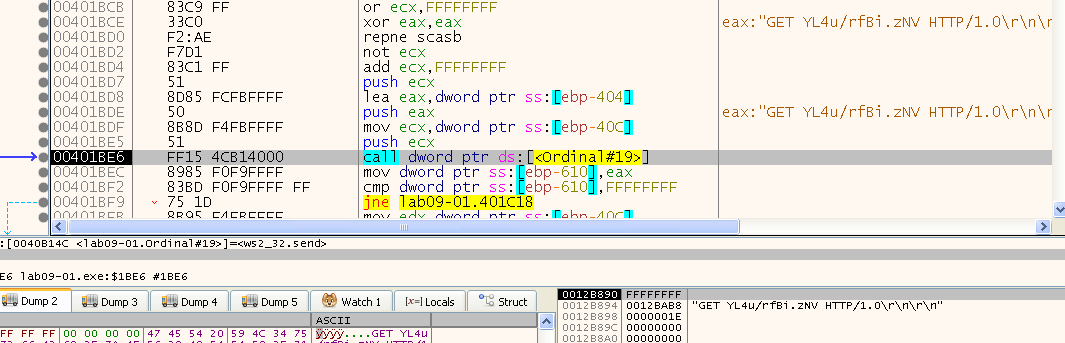 00401BCB 83C9 FF or ecx,FFFFFFFF
00401BCE 33C0 xor eax,eax eax:"GET YL4u/rfBi.zNV HTTP/1.0\r\n\r
00401BD0 F2:AE repne scasb
00401BD2 F7D1 not ecx
00401BD4 83C1 FF add ecx,FFFFFFFF
00401BD7 51 push ecx
00401BD8 8D85 FCFBFFFF lea eax,dword ptr ss:[ebp-404]
00401BDE 50 push eax eax:"GET YL4u/rfBi.zNV HTTP/1.0\r\n\r
00401BDF 8B8D F4FBFFFF mov ecx,dword ptr ss:[ebp-40C]
00401BE5 51 push ecx
00401BE6 FF15 4CB14000 call dword ptr ds:[<Ordinal#19>]
00401BEC 8985 F0F9FFFF mov dword ptr ss:[ebp-610],eax
00401BF2 83BD F0F9FFFF FF cmp dword ptr ss:[ebp-610],FFFFFFFF
00401BF9 75 1D jne lab09-01.401C18
00401BFB 8B95 F4FBFFFF mov edx,dword ptr ss:[ebp-40C]
:[0040B14C <lab09-01.Ordinal#19>]=<ws2_32.send>
BE6 lab09-01.exe:$1BE6 #1BE6
Dump 2 Dump 3 Dump 4 Dump 5 Watch 1 [x=] Locals Struct
ASCII
FF FF FF 00 00 00 00 47 45 54 20 59 4C 34 75 ÿÿÿÿ....GET YL4u
0012B890 FFFFFFFF
0012B894 0012BAB8 "GET YL4u/rfBi.zNV HTTP/1.0\r\n\r\n"
0012B898 0000001E
0012B89C 00000000
0012B8A0 00000000